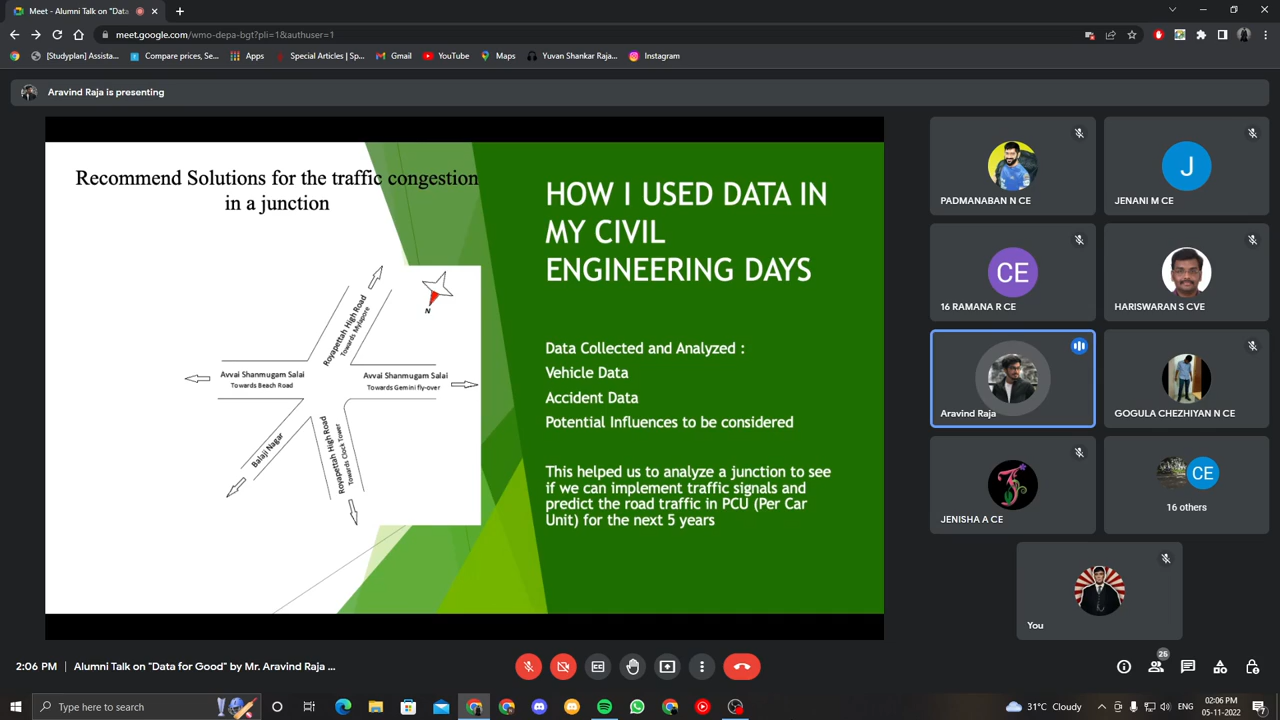 Meet - Alumni Talk on "Data
meet.google.com/wmo-depa-bgt?pli=1&authuser=1
[Studyplan] Assista...
Compare prices, Se...
Apps
Special Articles | Sp...
Gmail
YouTube
Maps
Yuvan Shankar Raja...
Instagram
Aravind Raja is presenting
Recommend Solutions for the traffic congestion
in a junction
Royapettah High Road
Towards Mylapore
N
Avvai Shanmugam Salai
Towards Beach Road
Avvai Shanmugam Salai
Towards Gemini fly-over
Balaji Nagar
Royapettah High Road
Towards Clock Tower
HOW I USED DATA IN
MY CIVIL
ENGINEERING DAYS
Data Collected and Analyzed :
Vehicle Data
Accident Data
Potential Influences to be considered
This helped us to analyze a junction to see
if we can implement traffic signals and
predict the road traffic in PCU (Per Car
Unit) for the next 5 years
PADMANABAN N CE
J
JENANI M CE
CE
16 RAMANA R CE
HARISWARAN S CVE
Aravind Raja
GOGULA CHEZHIYAN N CE
JENISHA A CE
CE
16 others
You
2:06 PM | Alumni Talk on "Data for Good" by Mr. Aravind Raja ...
25
Type here to search
31°C Cloudy
ENG
02:06 PM
05-11-2022